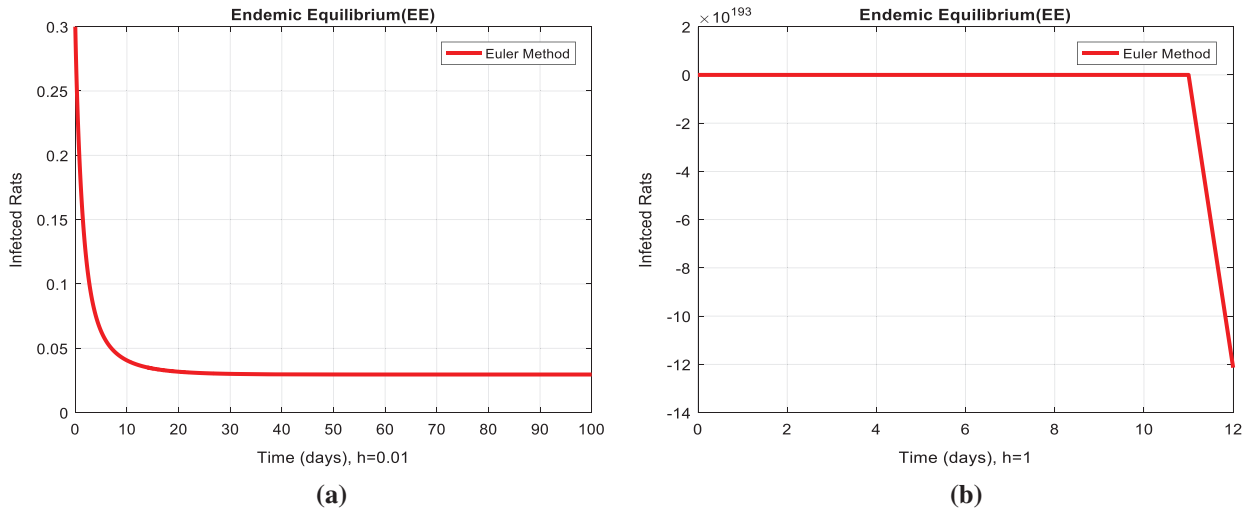 Endemic Equilibrium(EE)
0.3
0.25
0.2
0.15
0.1
0.05
0
Infetced Rats
Euler Method
0 10 20 30 40 50 60 70 80 90 100
Time (days), h=0.01
(a)
Endemic Equilibrium(EE)
×10^193
2
0
-2
-4
-6
-8
-10
-12
-14
Infetced Rats
Euler Method
0 2 4 6 8 10 12
Time (days), h=1
(b)